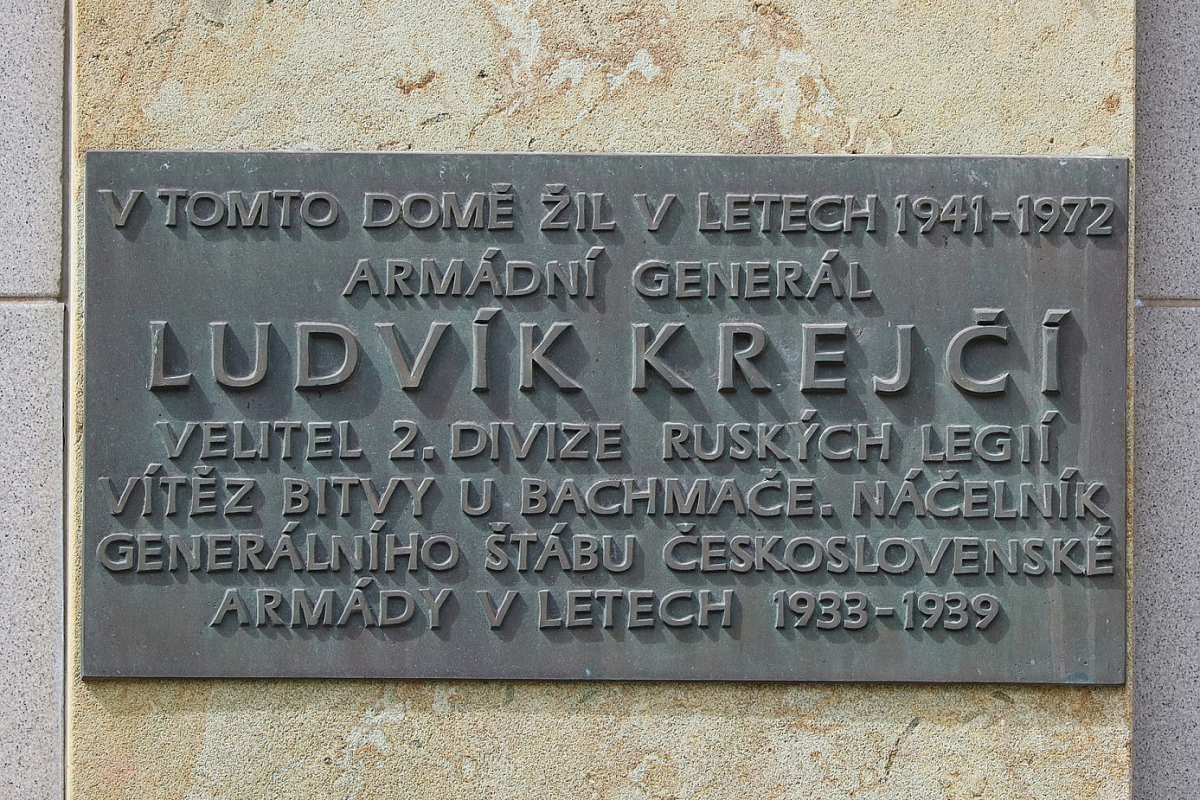 V TOMTO DOMĚ ŽIL V LETECH 1941-1972
ARMÁDNÍ GENERÁL
LUDVÍK KREJČÍ
VELITEL 2. DIVIZE RUSKÝCH LEGIÍ
VÍTĚZ BITVY U BACHMAČE. NÁČELNÍK
GENERÁLNÍHO ŠTÁBU ČESKOSLOVENSKÉ
ARMÁDY V LETECH 1933-1939